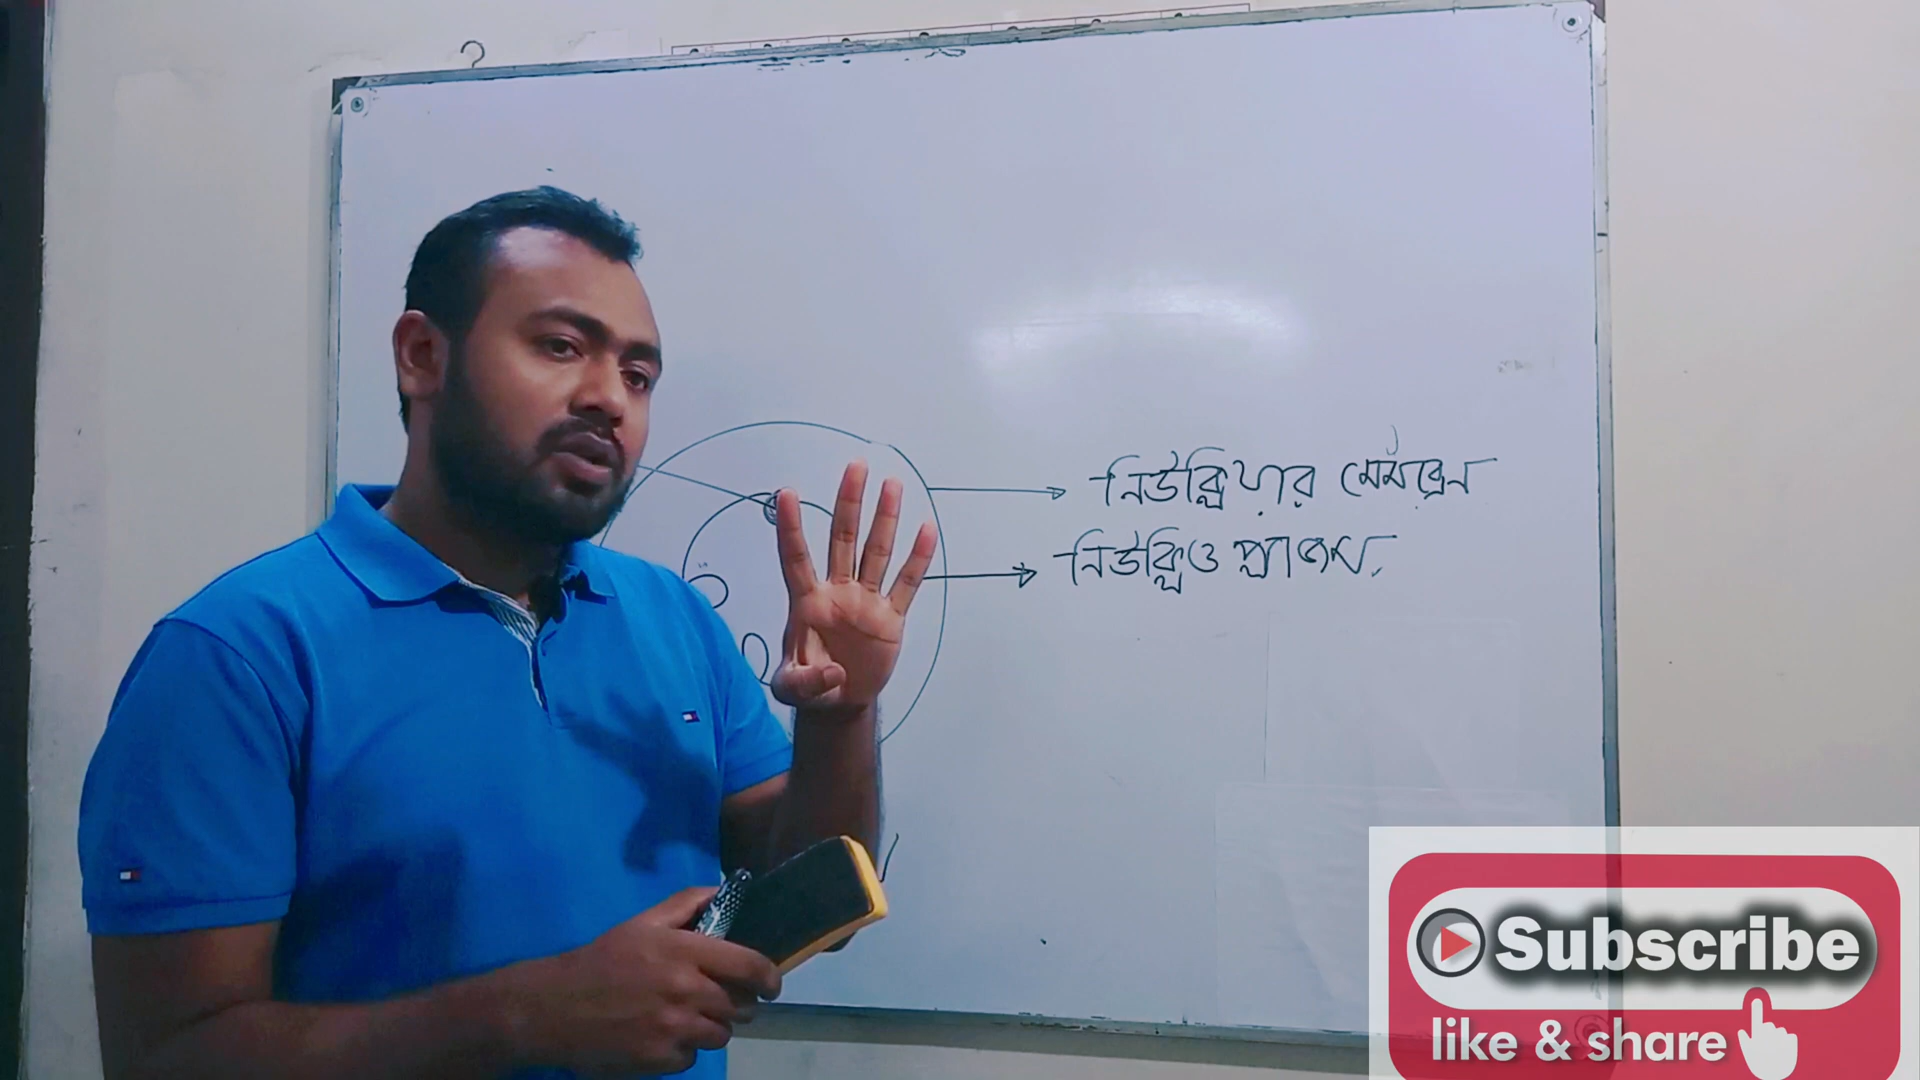 নিউক্লিয়ার মেমব্রেন
নিউক্লিও প্লাজম.
Subscribe
like & share